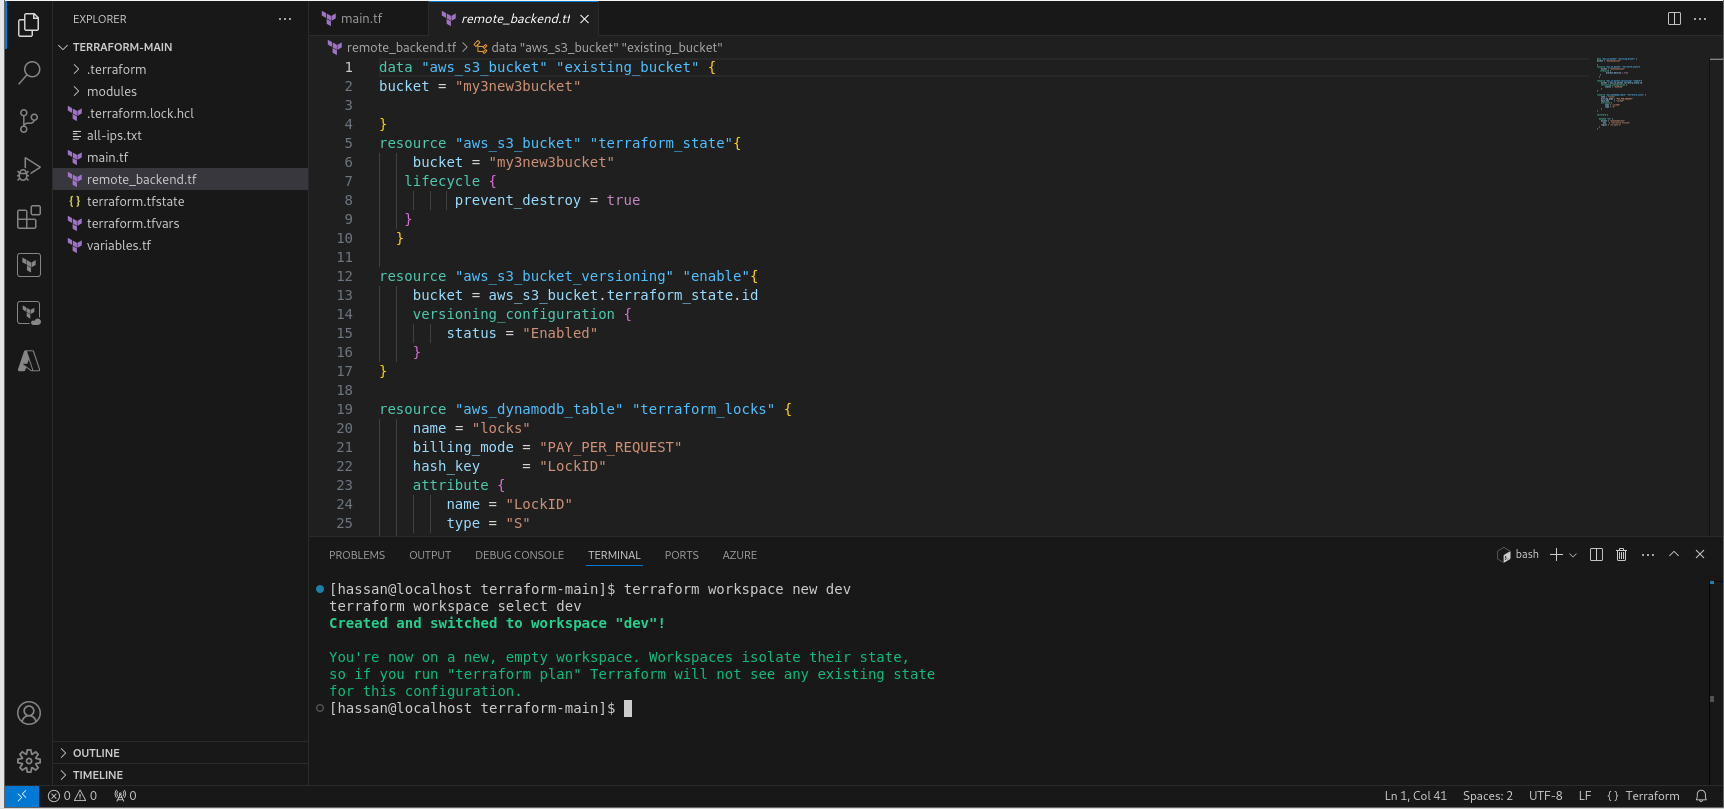 EXPLORER
TERRAFORM-MAIN
.terraform
modules
.terraform.lock.hcl
all-ips.txt
main.tf
remote_backend.tf
terraform.tfstate
terraform.tfvars
variables.tf
OUTLINE
TIMELINE
main.tf remote_backend.tf
remote_backend.tf > data "aws_s3_bucket" "existing_bucket"
1 data "aws_s3_bucket" "existing_bucket" {
2 bucket = "my3new3bucket"
3
4 }
5 resource "aws_s3_bucket" "terraform_state"{
6 bucket = "my3new3bucket"
7 lifecycle {
8 prevent_destroy = true
9 }
10 }
11
12 resource "aws_s3_bucket_versioning" "enable"{
13 bucket = aws_s3_bucket.terraform_state.id
14 versioning_configuration {
15 status = "Enabled"
16 }
17 }
18
19 resource "aws_dynamodb_table" "terraform_locks" {
20 name = "locks"
21 billing_mode = "PAY_PER_REQUEST"
22 hash_key = "LockID"
23 attribute {
24 name = "LockID"
25 type = "S"
PROBLEMS OUTPUT DEBUG CONSOLE TERMINAL PORTS AZURE bash
[hassan@localhost terraform-main]$ terraform workspace new dev
terraform workspace select dev
Created and switched to workspace "dev"!
You're now on a new, empty workspace. Workspaces isolate their state,
so if you run "terraform plan" Terraform will not see any existing state
for this configuration.
[hassan@localhost terraform-main]$
0 0 0 Ln 1, Col 41 Spaces: 2 UTF-8 LF {} Terraform